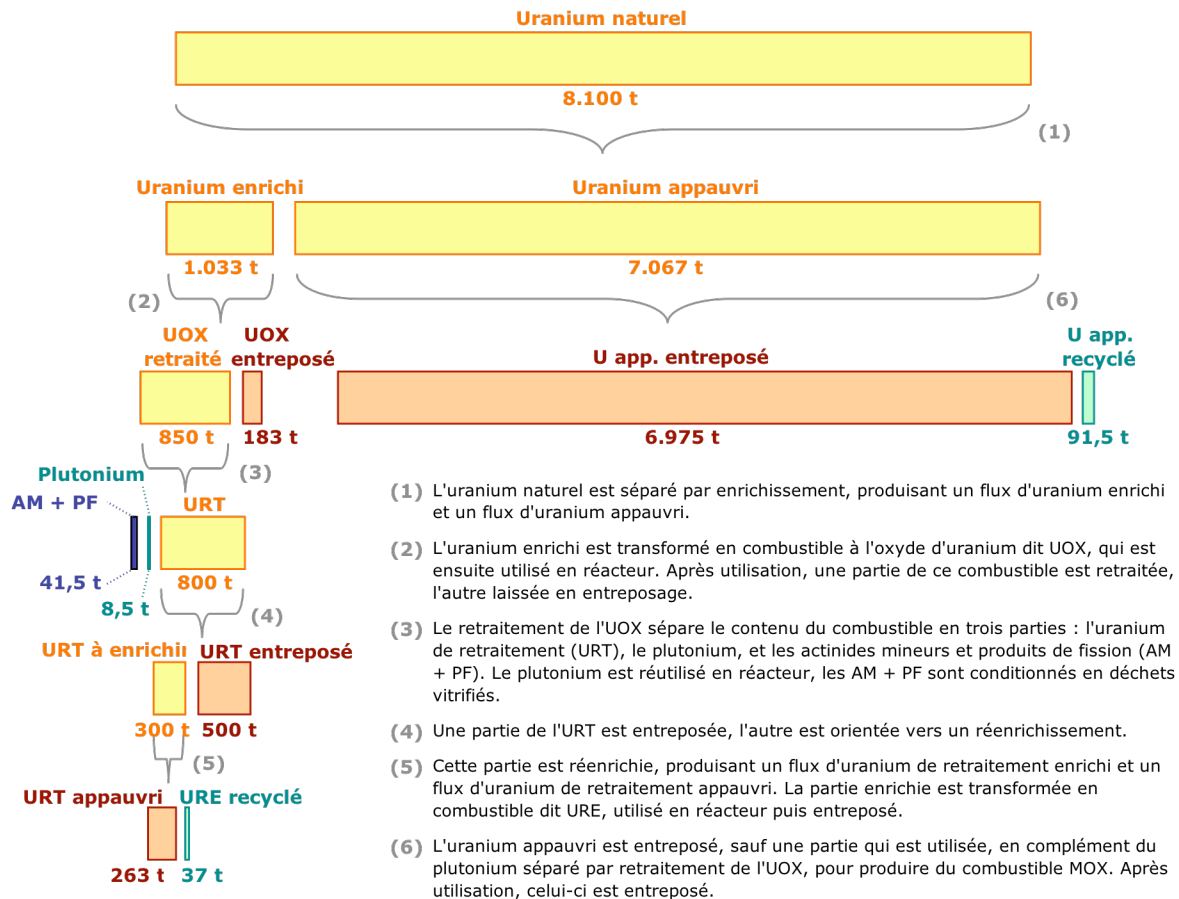 Uranium naturel
8.100 t
(1)
Uranium enrichi
Uranium appauvri
1.033 t
7.067 t
(2)
(6)
UOX
retraité
UOX
entreposé
U app. entreposé
U app.
recyclé
850 t
183 t
6.975 t
91,5 t
(3)
Plutonium
AM + PF
URT
41,5 t
8,5 t
800 t
(4)
URT à enrichir
URT entreposé
300 t
500 t
(5)
URT appauvri
URE recyclé
263 t
37 t
(1) L'uranium naturel est séparé par enrichissement, produisant un flux d'uranium enrichi
et un flux d'uranium appauvri.
(2) L'uranium enrichi est transformé en combustible à l'oxyde d'uranium dit UOX, qui est
ensuite utilisé en réacteur. Après utilisation, une partie de ce combustible est retraitée,
l'autre laissée en entreposage.
(3) Le retraitement de l'UOX sépare le contenu du combustible en trois parties : l'uranium
de retraitement (URT), le plutonium, et les actinides mineurs et produits de fission (AM
+ PF). Le plutonium est réutilisé en réacteur, les AM + PF sont conditionnés en déchets
vitrifiés.
(4) Une partie de l'URT est entreposée, l'autre est orientée vers un réenrichissement.
(5) Cette partie est réenrichie, produisant un flux d'uranium de retraitement enrichi et un
flux d'uranium de retraitement appauvri. La partie enrichie est transformée en
combustible dit URE, utilisé en réacteur puis entreposé.
(6) L'uranium appauvri est entreposé, sauf une partie qui est utilisée, en complément du
plutonium séparé par retraitement de l'UOX, pour produire du combustible MOX. Après
utilisation, celui-ci est entreposé.